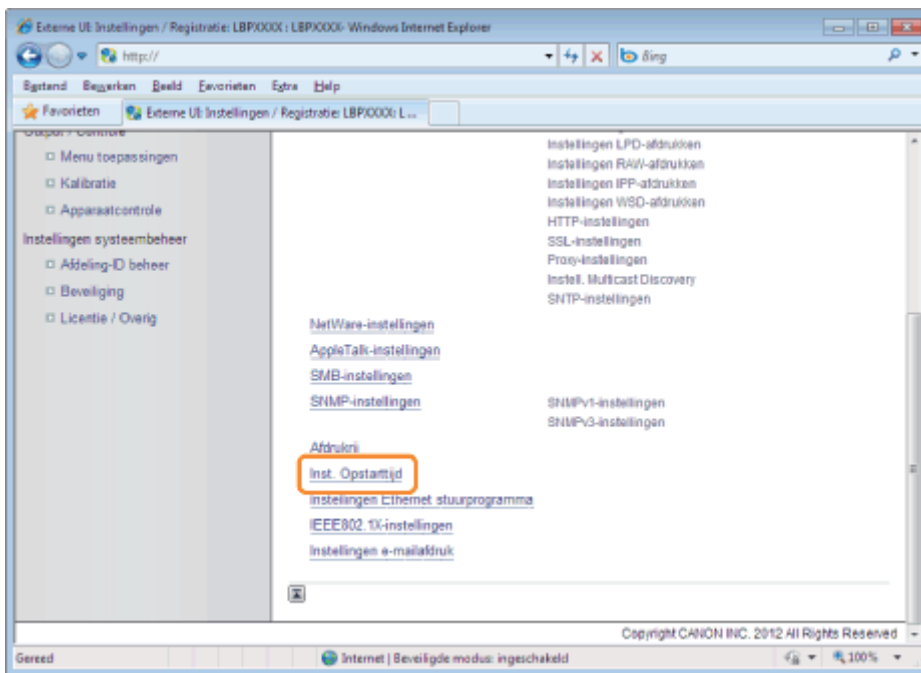 Externe UI: Instellingen / Registratie: LBPXXXX : LBPXXXX- Windows Internet Explorer
http://
Bing
Bestand Bewerken Beeld Favorieten Extra Help
Favorieten
Externe UI: Instellingen / Registratie: LBPXXXX: L ...
Output / Controle
Menu toepassingen
Kalibratie
Apparaatcontrole
Instellingen systeembeheer
Afdeling-ID beheer
Beveiliging
Licentie / Overig
Instellingen LPD-afdrukken
Instellingen RAW-afdrukken
Instellingen IPP-afdrukken
Instellingen WSD-afdrukken
HTTP-instellingen
SSL-instellingen
Proxy-instellingen
Instell. Multicast Discovery
SNTP-instellingen
NetWare-instellingen
AppleTalk-instellingen
SMB-instellingen
SNMP-instellingen
SNMPv1-instellingen
SNMPv3-instellingen
Afdrukrij
Inst. Opstarttijd
Instellingen Ethernet stuurprogramma
IEEE802.1X-instellingen
Instellingen e-mailafdruk
Copyright CANON INC. 2012 All Rights Reserved
Gereed
Internet | Beveiligde modus: ingeschakeld
100%